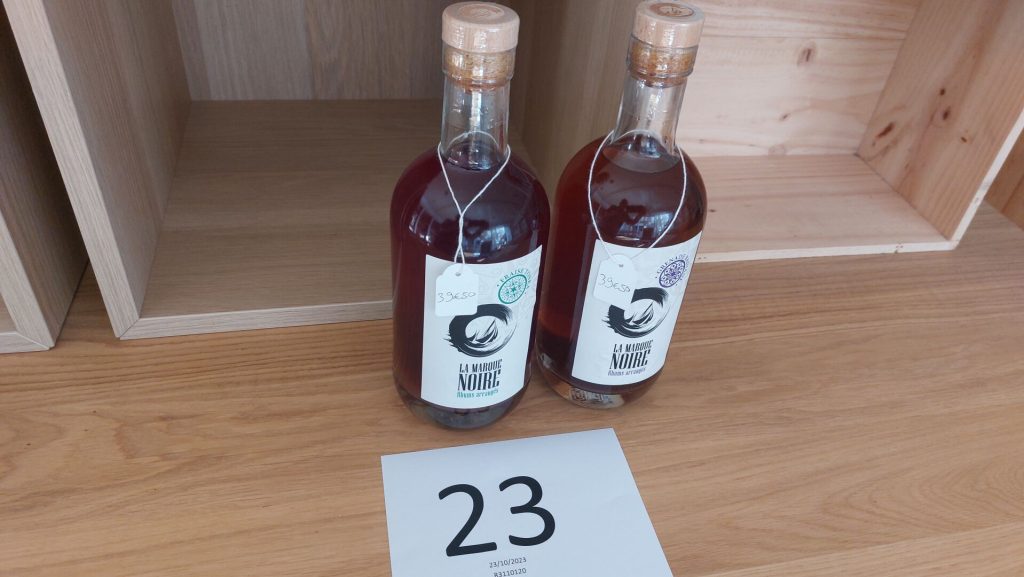 39€50
LA MARQUE
NOIRE
Rhums arrangés
39€50
LA MARQUE
NOIRE
Rhums arrangés
23
23/10/2023
R3110120